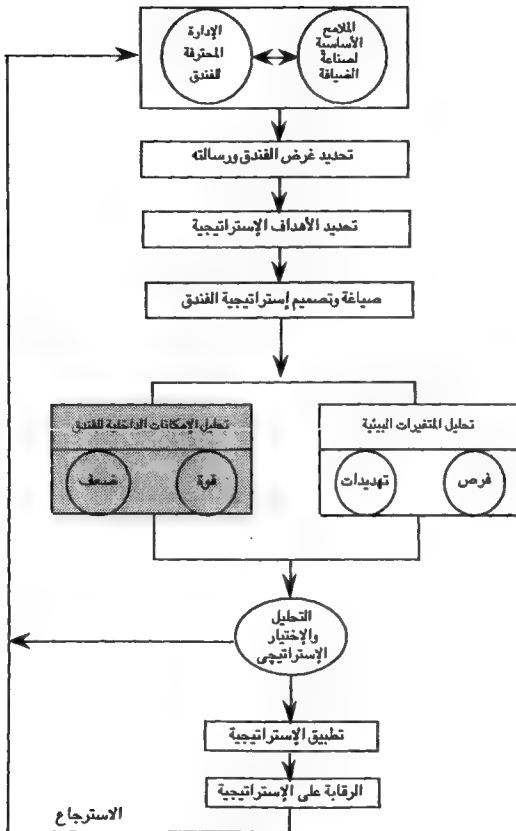 الملامح
الأساسية
لصناعة
الضيافة
الإدارة
المحترفة
للفندق
تحديد غرض الفندق ورسالته
تحديد الأهداف الإستراتيجية
صياغة وتصميم إستراتيجية الفندق
تحليل المتغيرات البيئية
فرص
تهديدات
تحليل الإمكانات الداخلية للفندق
قوة
ضعف
التحليل
والإختيار
الإستراتيجى
تطبيق الإستراتيجية
الرقابة على الإستراتيجية
الاسترجاع